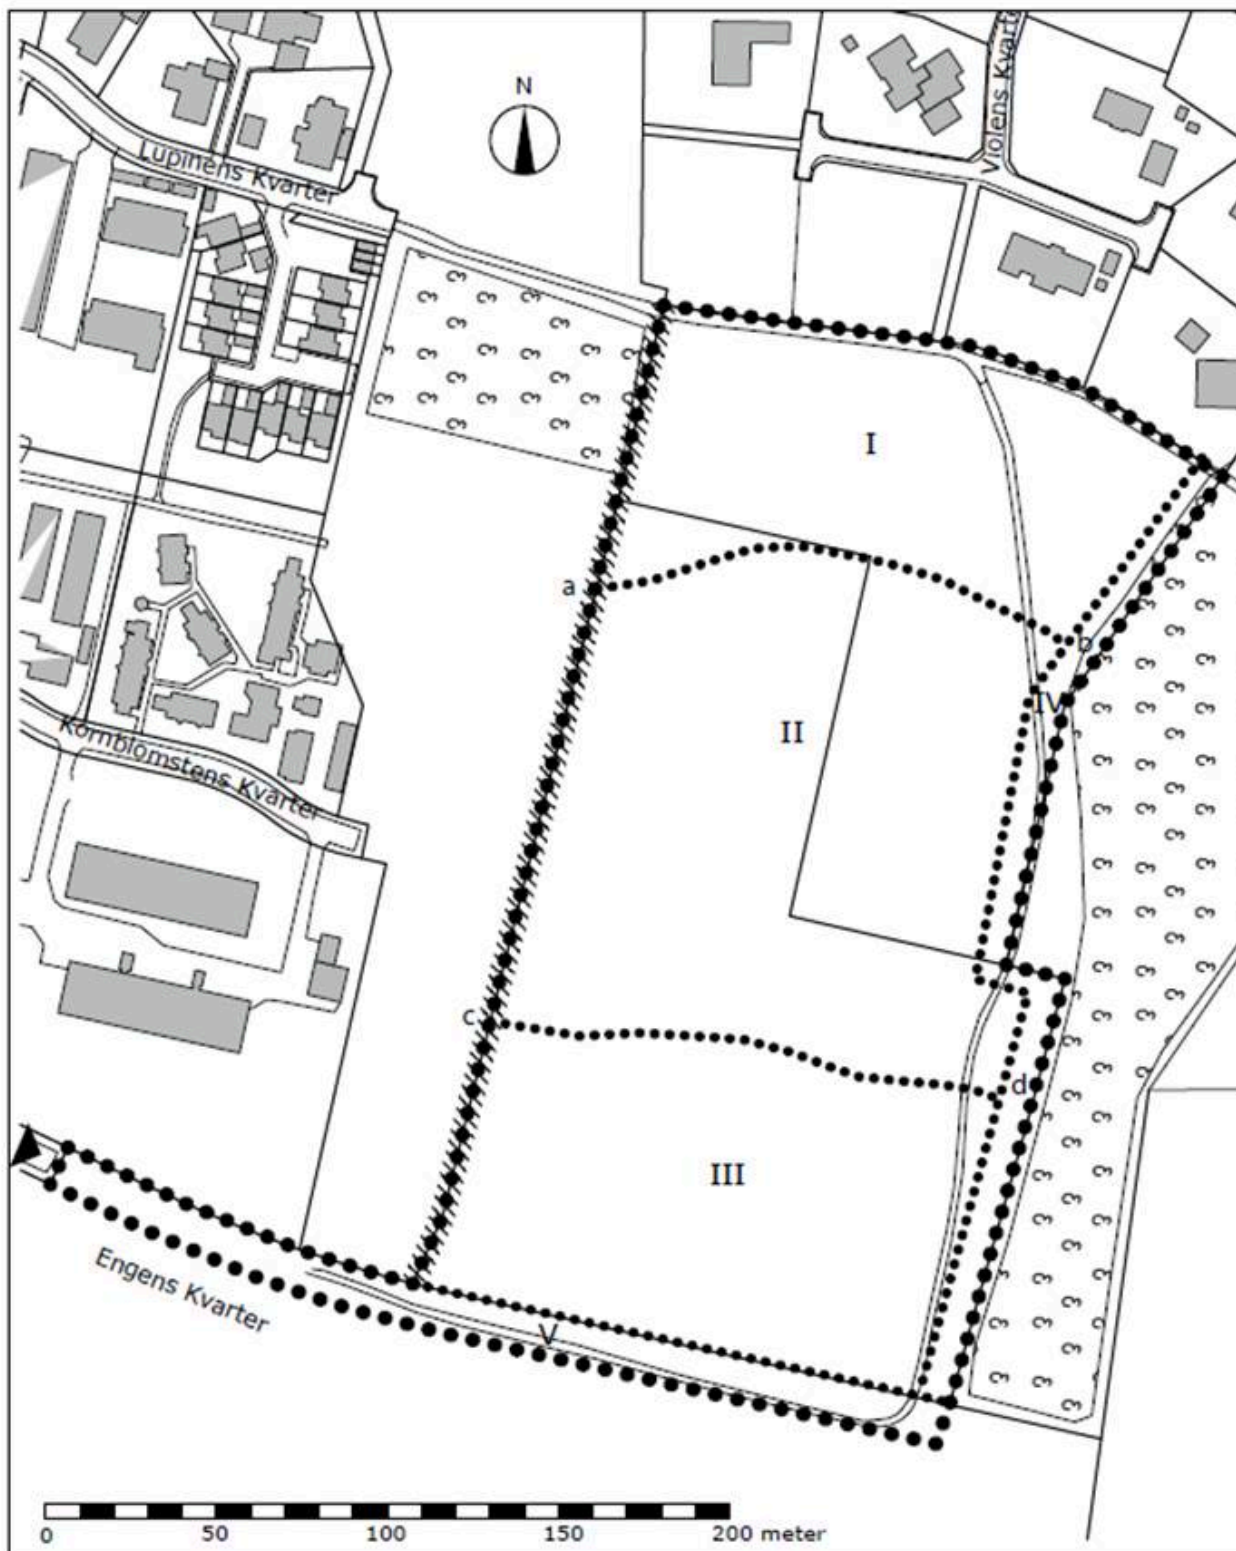 Violens Kvarter
N
Lupinens Kvarter
I
a
b
IV
II
Kornblomstens Kvarter
c
d
III
Engens Kvarter
V
0 50 100 150 200 meter